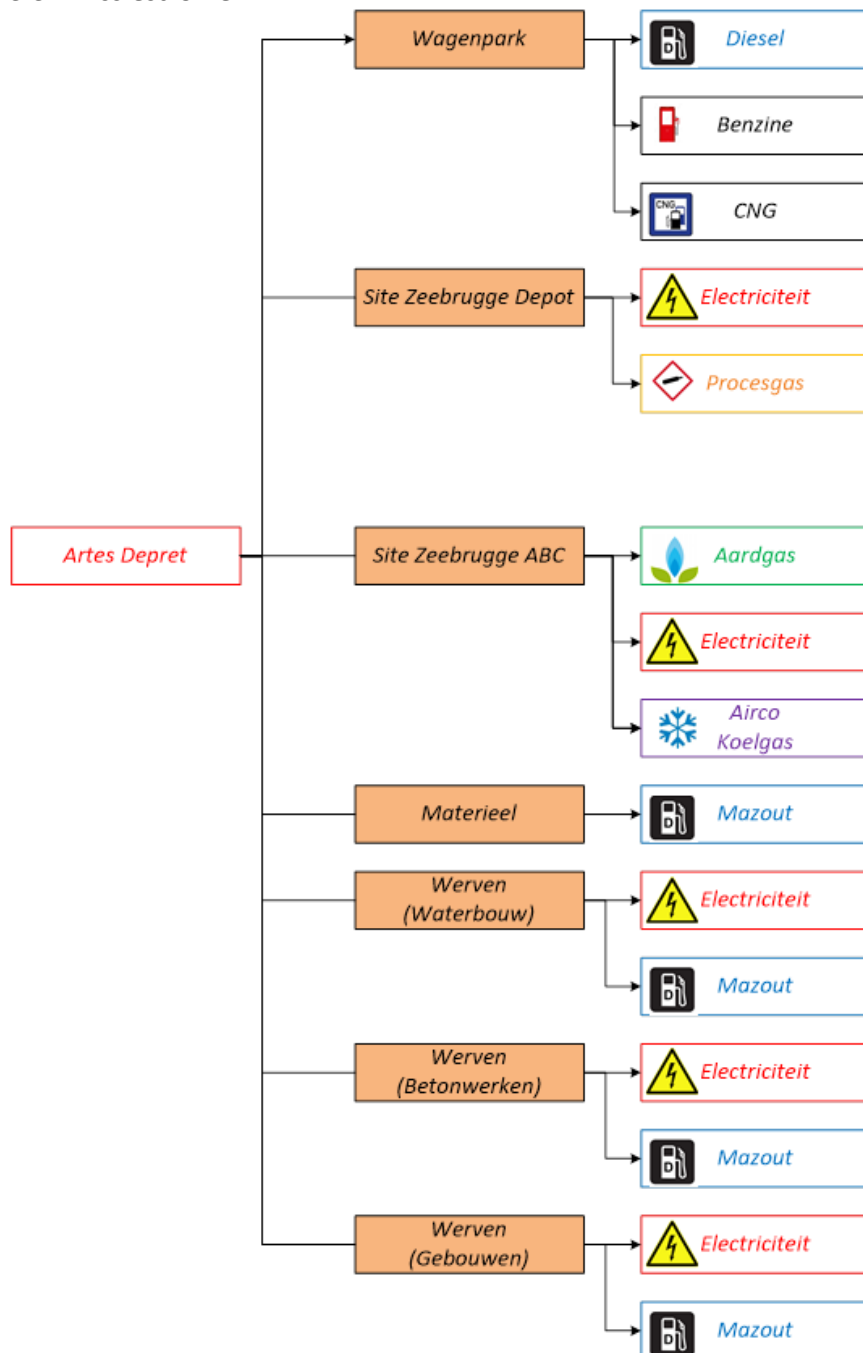 Wagenpark
Diesel
Benzine
CNG
CNG
Site Zeebrugge Depot
Electriciteit
Procesgas
Artes Depret
Site Zeebrugge ABC
Aardgas
Electriciteit
Airco
Koelgas
Materieel
D
Mazout
Werven
(Waterbouw)
Electriciteit
D
Mazout
Werven
(Betonwerken)
Electriciteit
D
Mazout
Werven
(Gebouwen)
Electriciteit
D
Mazout